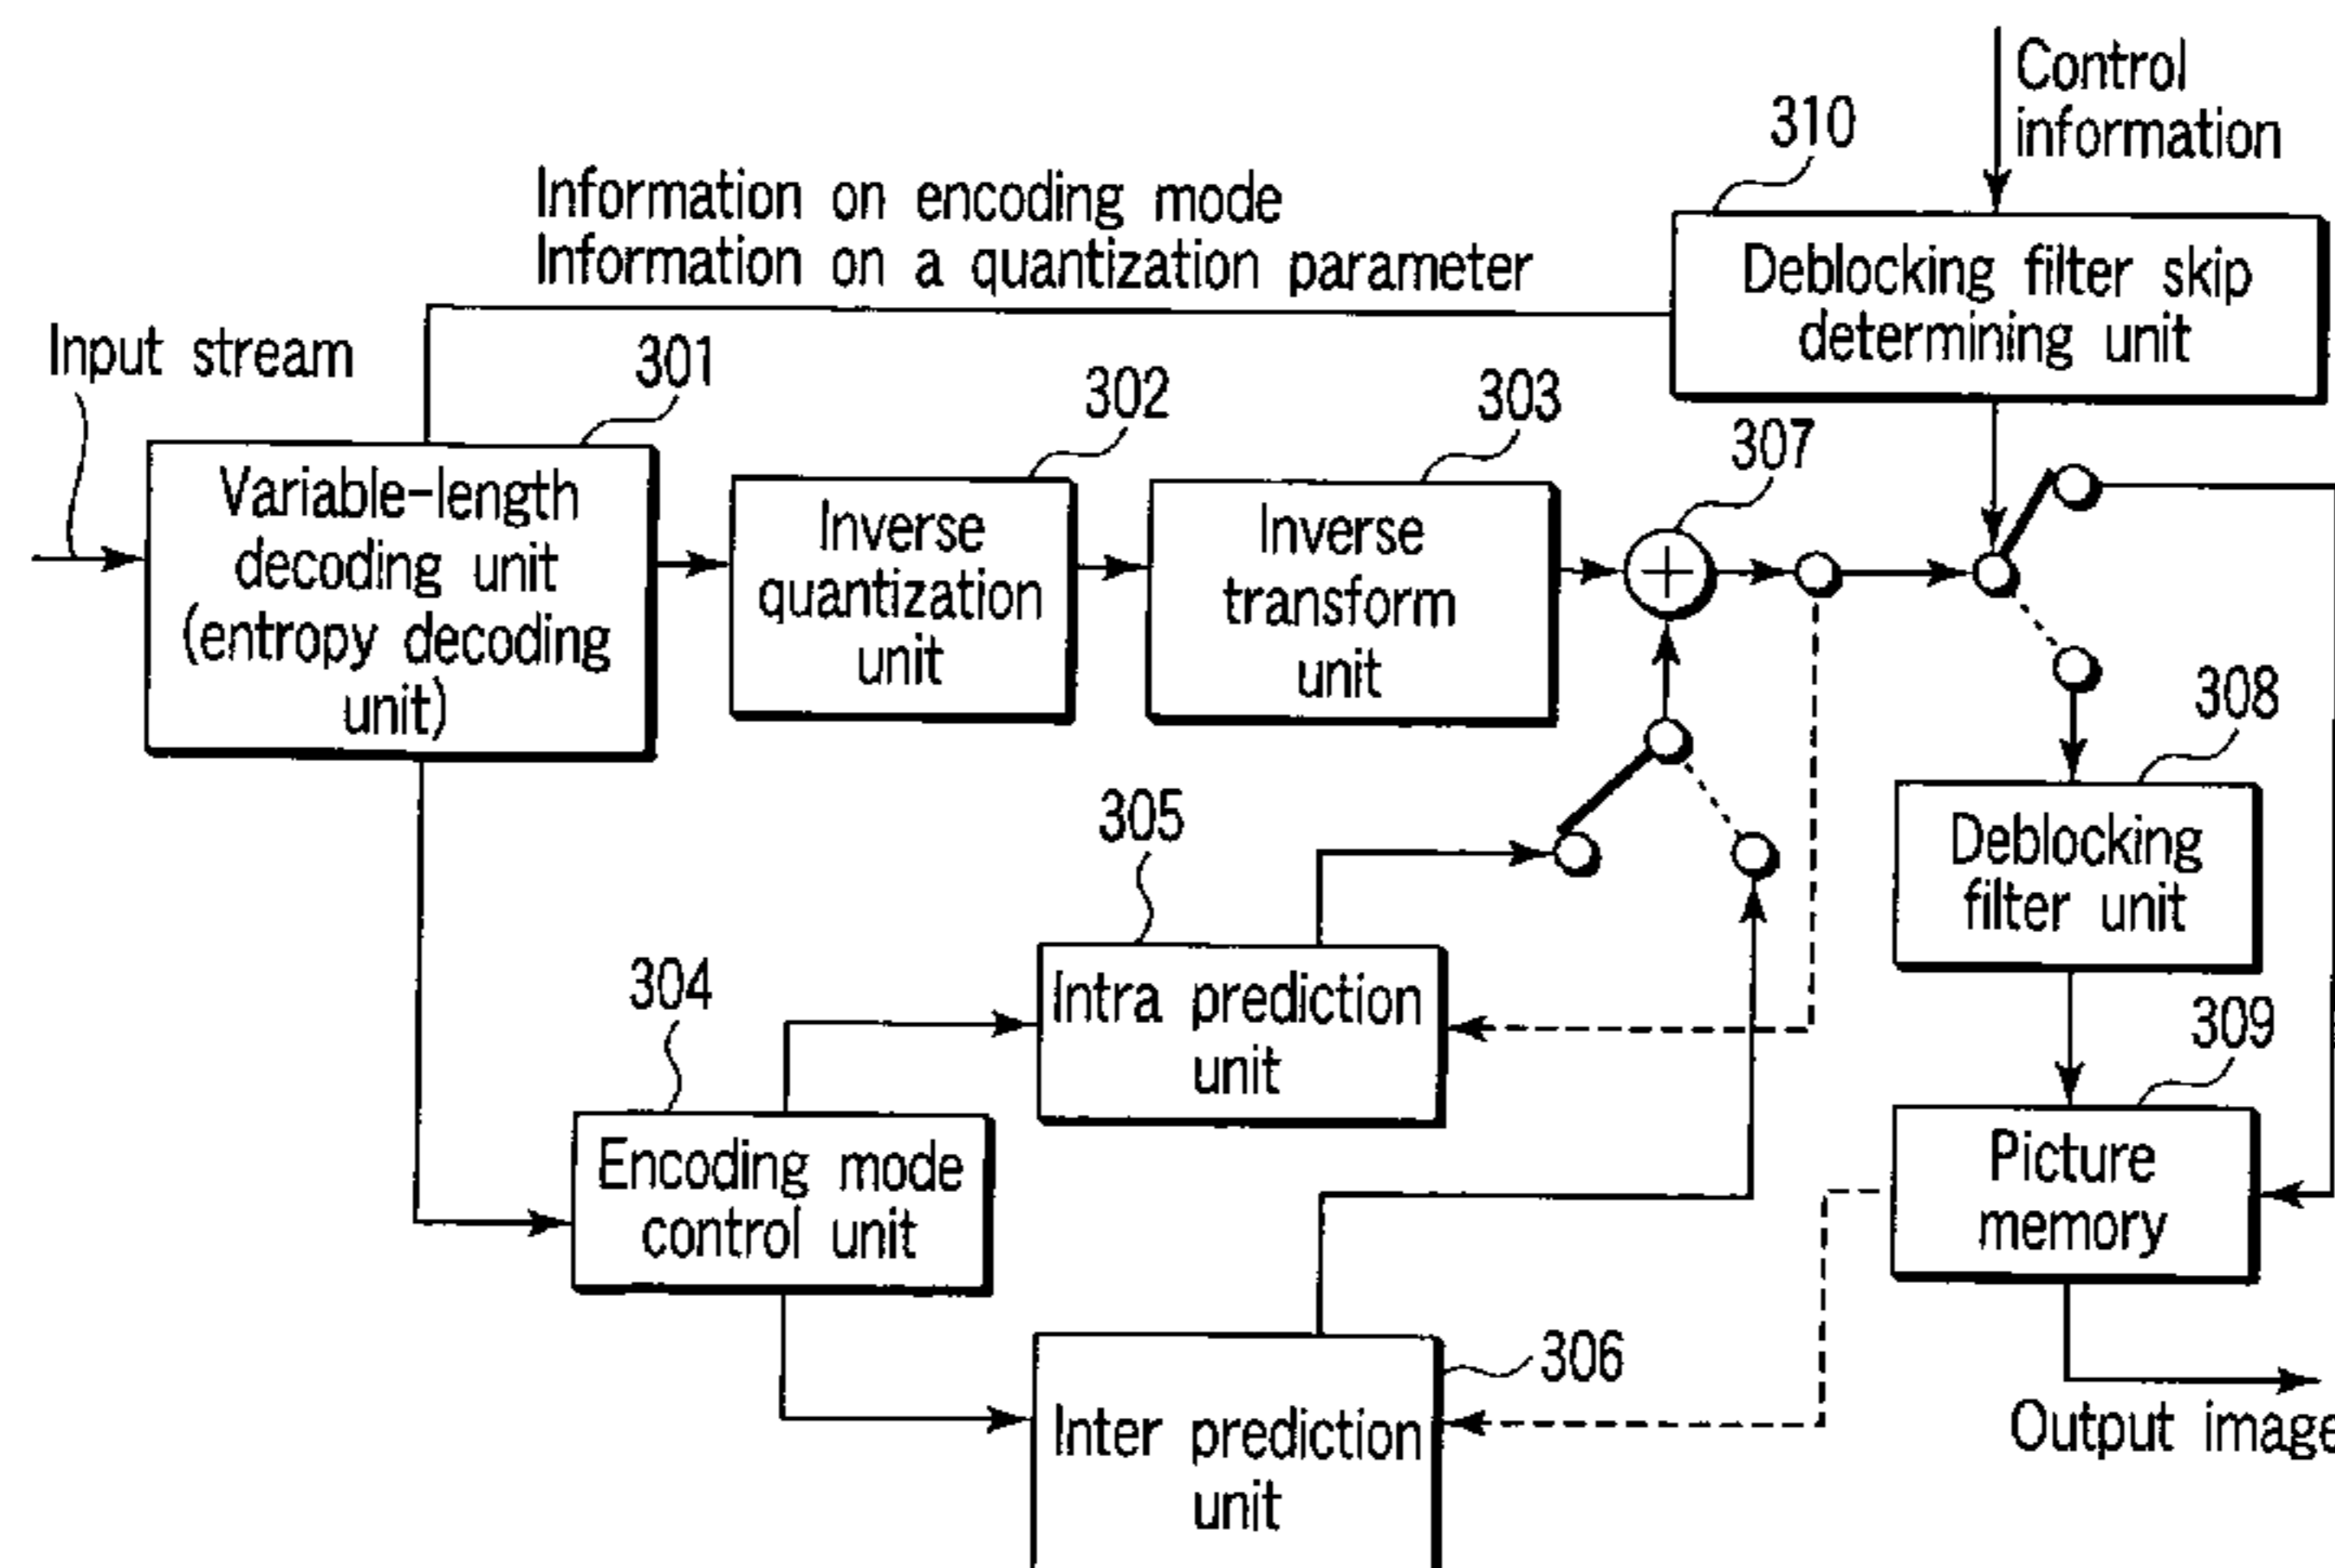 Control
information
310
Information on encoding mode
Information on a quantization parameter
Deblocking filter skip
determining unit
Input stream
301
302
303
307
Variable-length
decoding unit
(entropy decoding
unit)
Inverse
quantization
unit
Inverse
transform
unit
308
305
Deblocking
filter unit
304
Intra prediction
unit
309
Encoding mode
control unit
Picture
memory
306
Inter prediction
unit
Output image